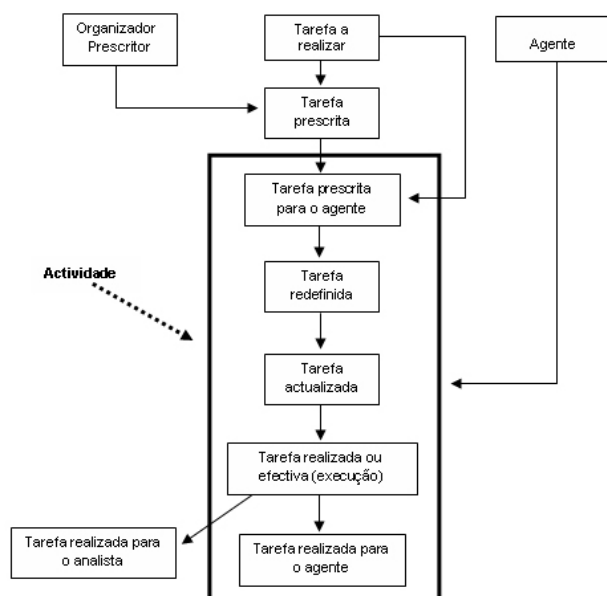 Organizador
Prescritor
Tarefa a
realizar
Agente
Tarefa
prescrita
Tarefa prescrita
para o agente
Actividade
Tarefa
redefinida
Tarefa
actualizada
Tarefa realizada ou
efectiva (execução)
Tarefa realizada para
o analista
Tarefa realizada para
o agente